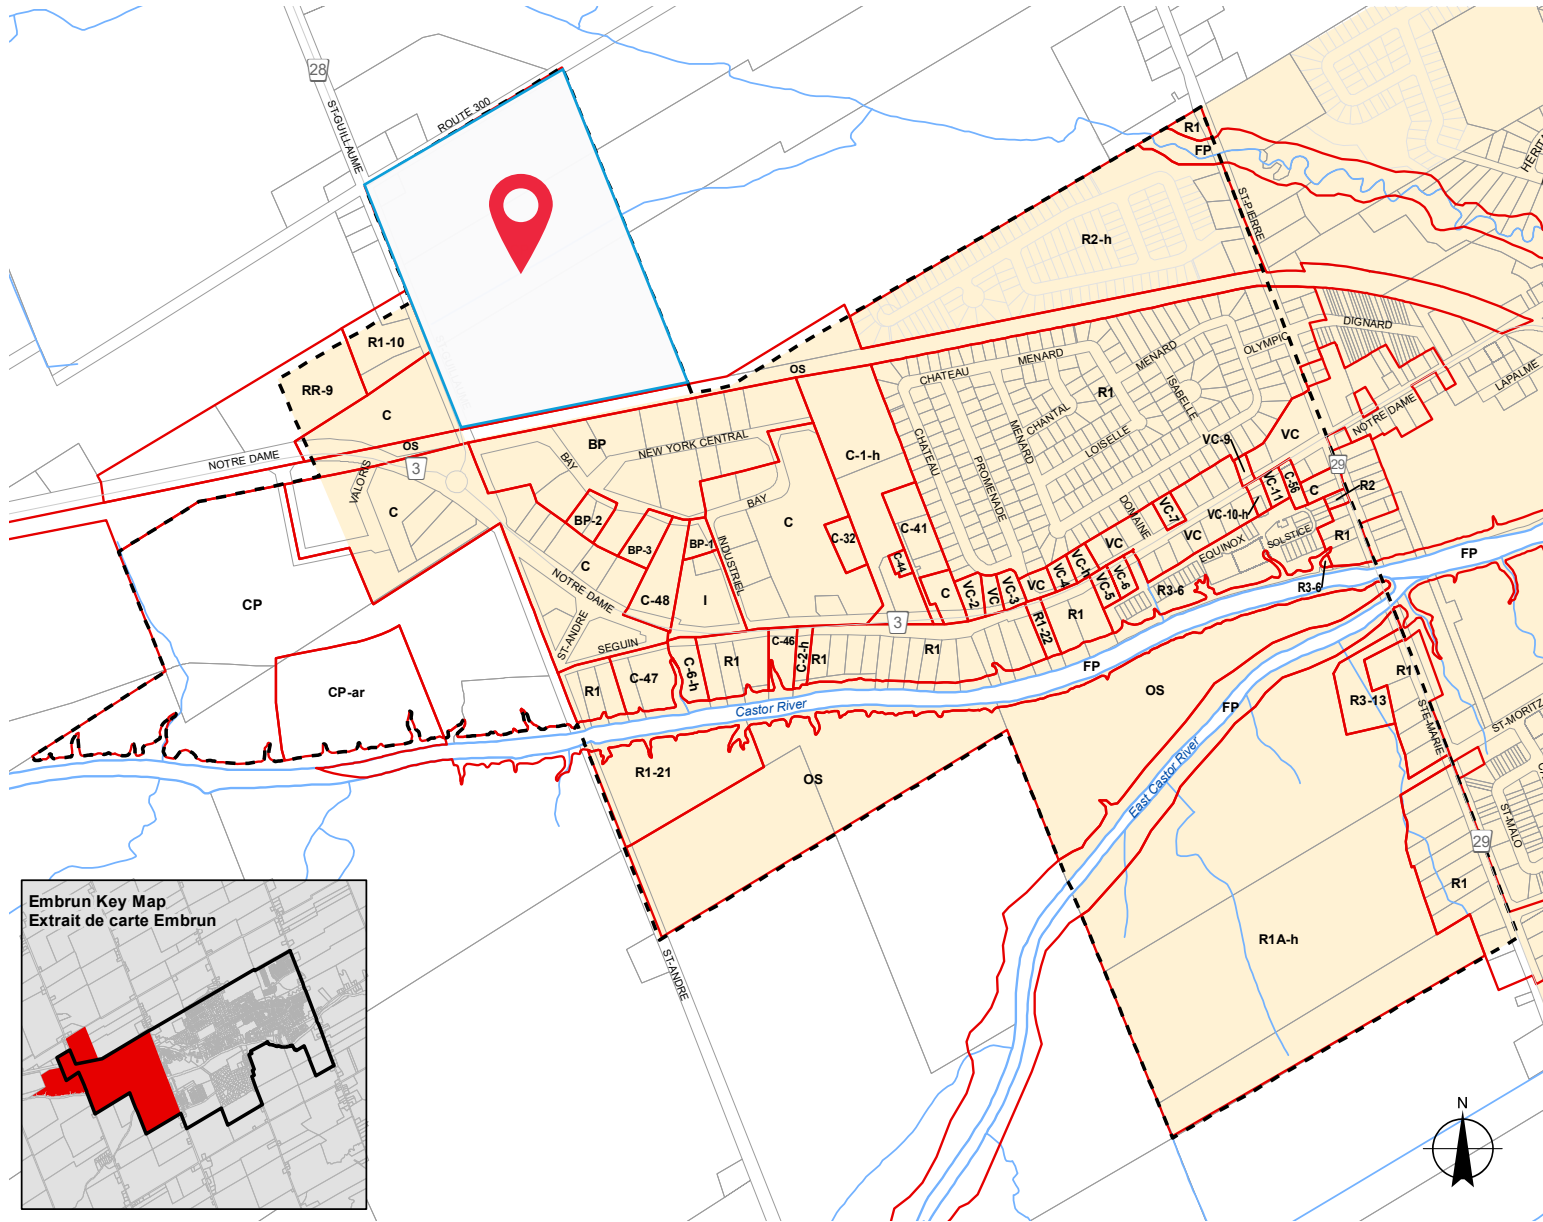 28
ST-GUILLAUME
ROUTE 300
R1
FP
HERIT
ST-PIERRE
R2-h
R1-10
RR-9
C
OS
NOTRE DAME
3
VALORIS
C
OS
BP
NEW YORK CENTRAL
BAY
BAY
BP-2
BP-3
BP-1
C
C-48
I
INDUSTRIEL
C
C-1-h
C-32
C-41
C-44
C
CHATEAU
MENARD
MENARD
CHATEAU
PROMENADE
MENARD
CHANTAL
LOISELLE
ISABELLE
R1
OLYMPIC
DIGNARD
LAPALME
NOTRE DAME
VC
VC-9
VC-11
C-56
C
29
R2
VC-10-h
VC-7
DOMAINE
VC
VC
EQUINOX
SOLSTICE
R1
FP
R3-6
R3-6
VC-6
VC-5
VC-h
VC-4
VC
VC-3
VC
VC-2
R1-22
R1
3
NOTRE DAME
ST-ANDRE
SEGUIN
R1
C-47
C-6-h
R1
C-46
C-2-h
R1
R1
FP
OS
FP
CP
CP-ar
Castor River
R1-21
OS
East Castor River
R1
R3-13
STE-MARIE
ST-MORITZ
ST-MALO
29
R1
R1A-h
ST-ANDRE
Embrun Key Map
Extrait de carte Embrun
N